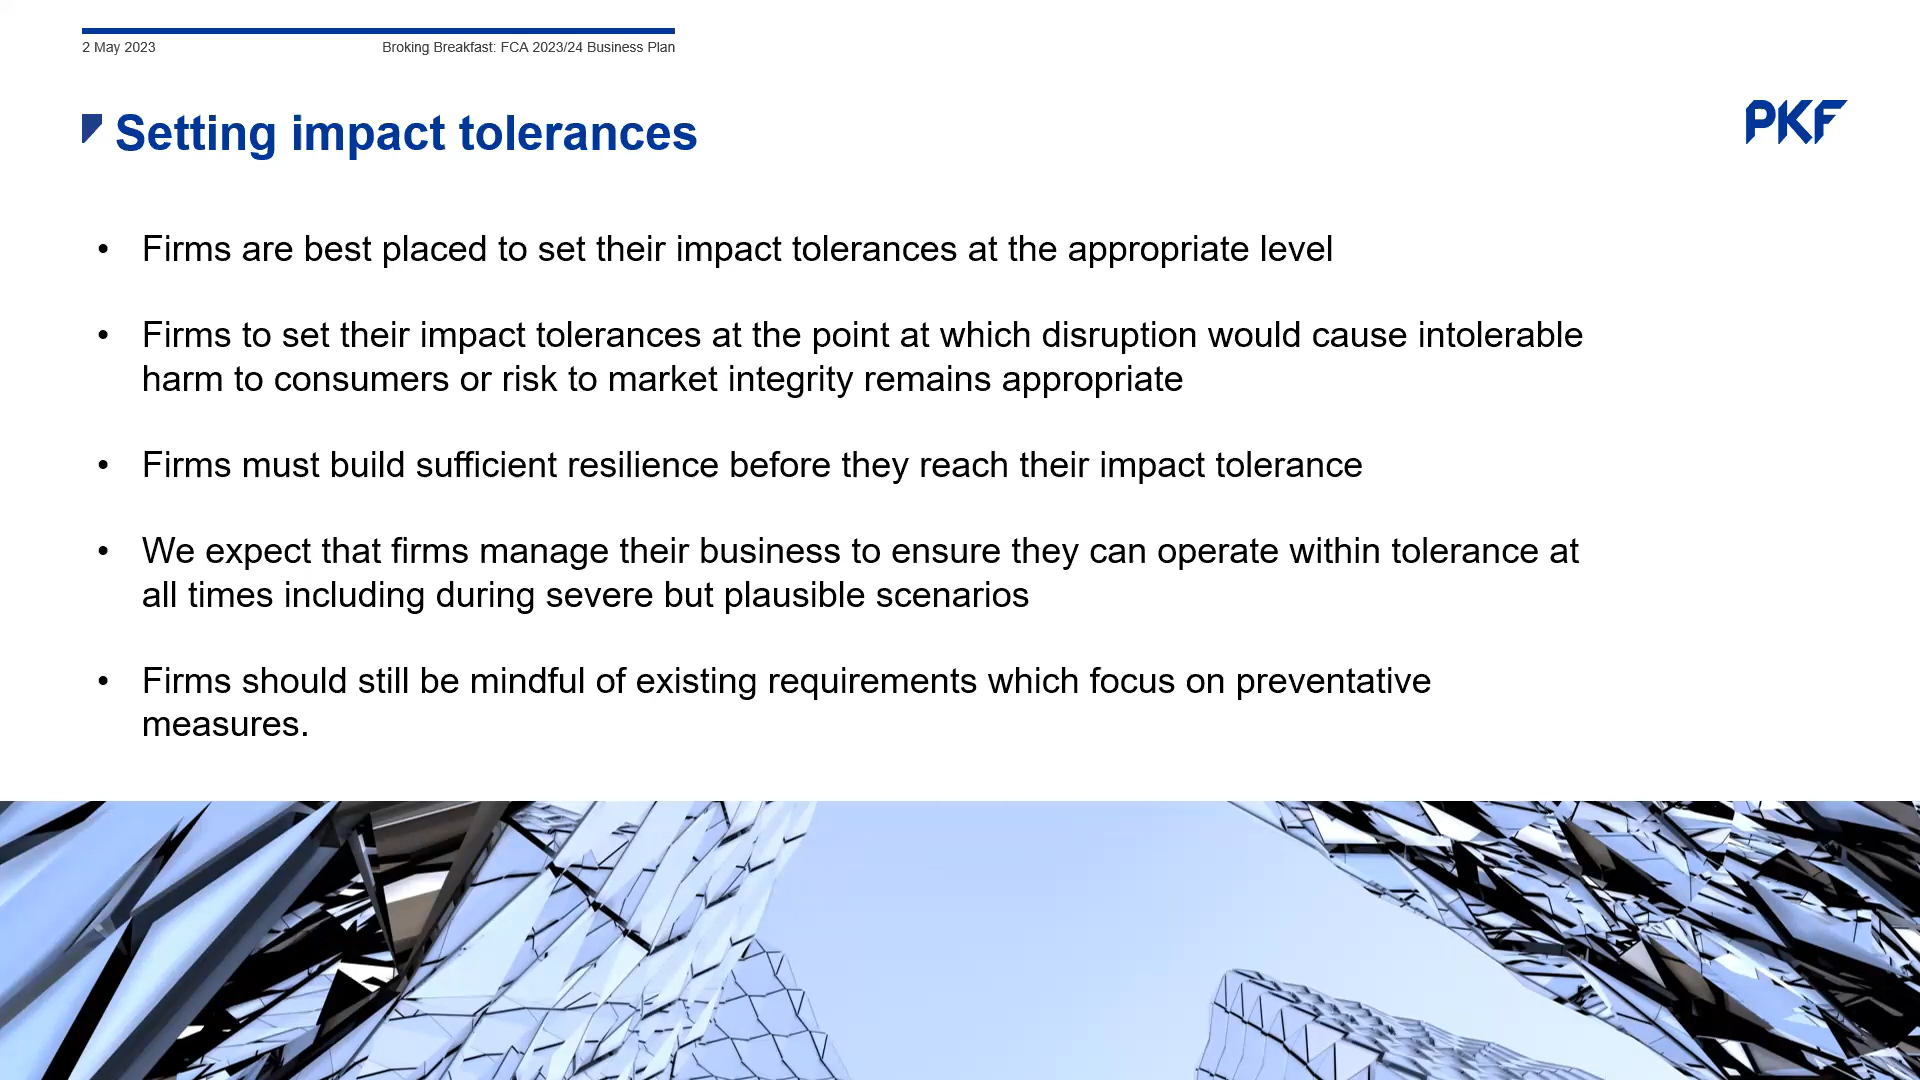 2 May 2023
Broking Breakfast: FCA 2023/24 Business Plan
Setting impact tolerances
PKF
• Firms are best placed to set their impact tolerances at the appropriate level
• Firms to set their impact tolerances at the point at which disruption would cause intolerable
harm to consumers or risk to market integrity remains appropriate
• Firms must build sufficient resilience before they reach their impact tolerance
• We expect that firms manage their business to ensure they can operate within tolerance at
all times including during severe but plausible scenarios
• Firms should still be mindful of existing requirements which focus on preventative
measures.